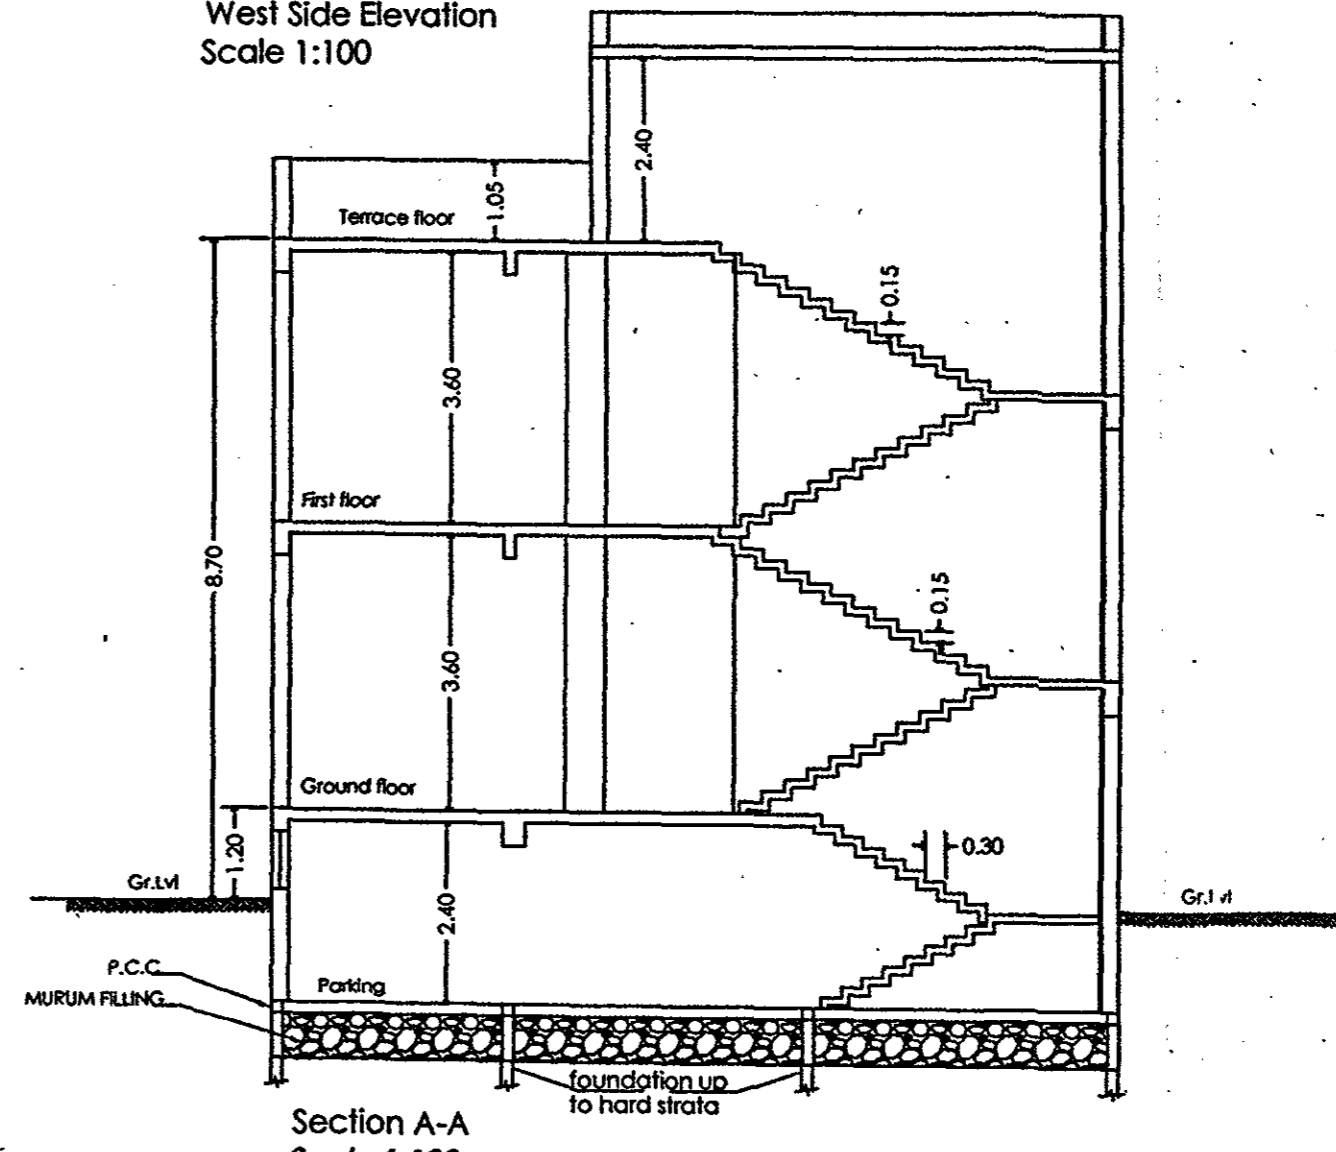 West Side Elevation
Scale 1:100
2.40
1.05
Terrace floor
0.15
3.60
First floor
8.70
0.15
3.60
Ground floor
1.20
0.30
Gr.Lvl
Gr.Lvl
2.40
P.C.C
Parking
MURUM FILLING
foundation up
to hard strata
Section A-A